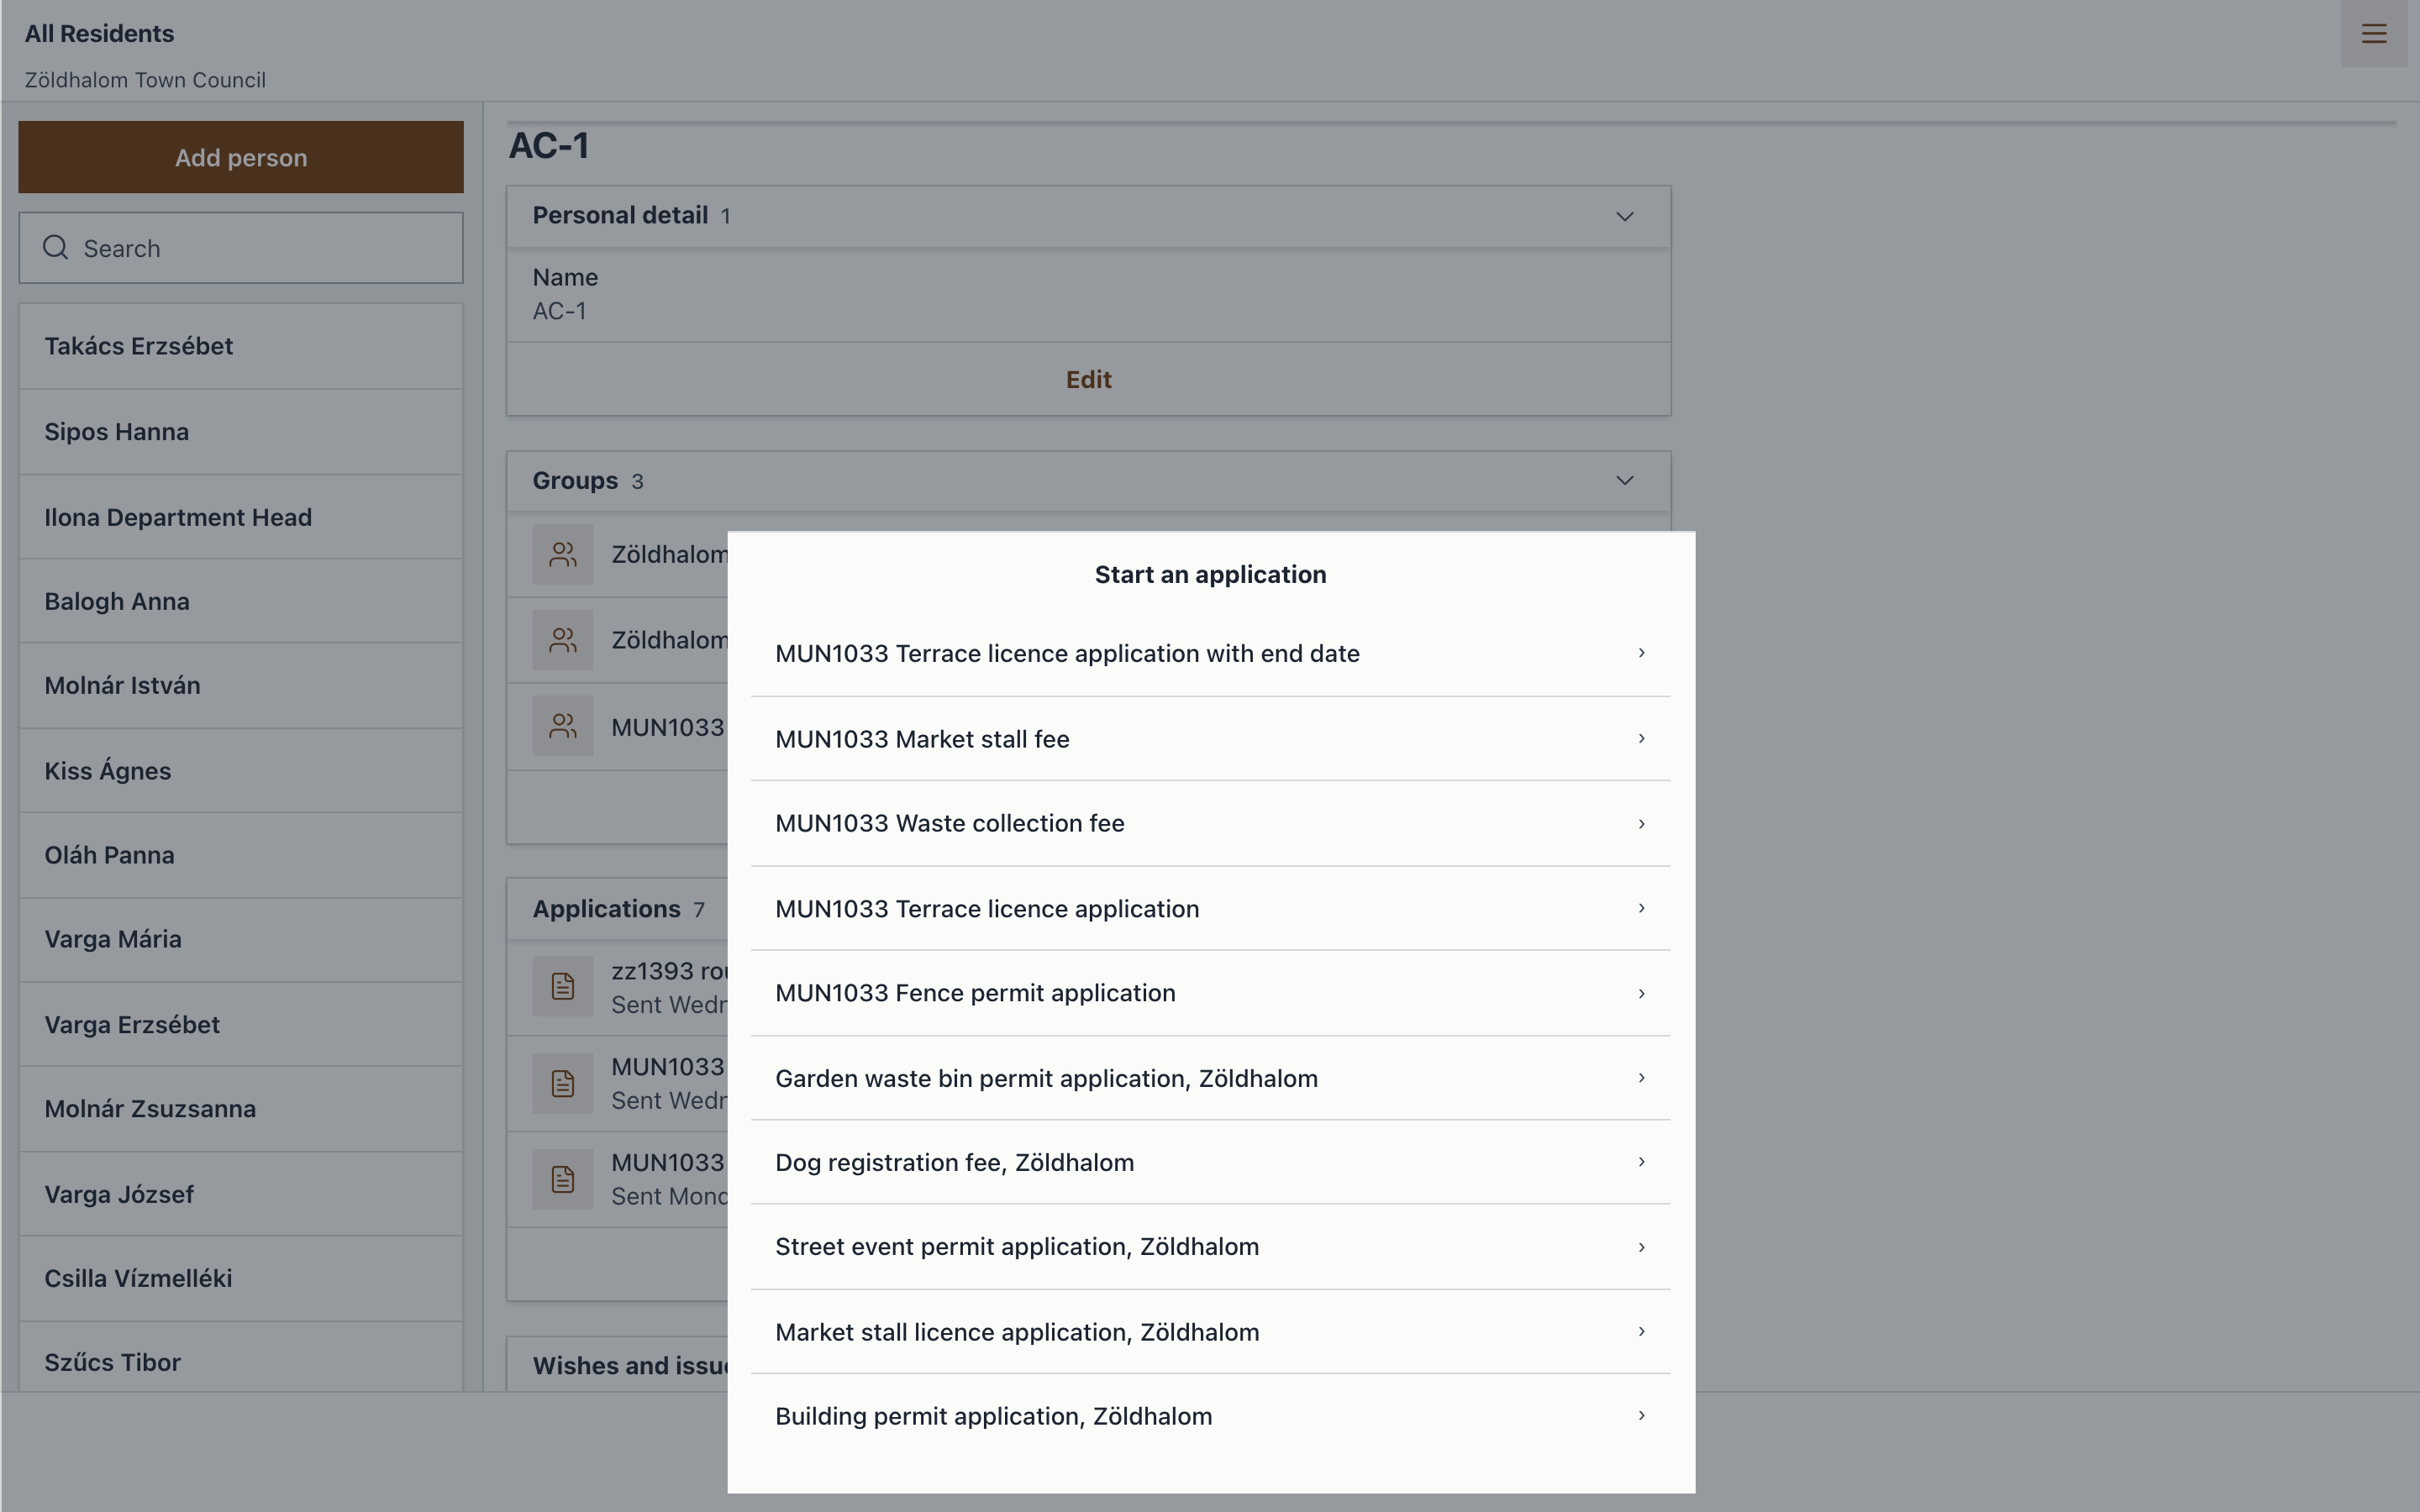 All Residents
Zöldhalom Town Council
Add person
Search
Takács Erzsébet
Sipos Hanna
Ilona Department Head
Balogh Anna
Molnár István
Kiss Ágnes
Oláh Panna
Varga Mária
Varga Erzsébet
Molnár Zsuzsanna
Varga József
Csilla Vízmelléki
Szűcs Tibor
AC-1
Personal detail 1
Name
AC-1
Edit
Groups 3
Zöldhalom
Zöldhalom
MUN1033
Applications 7
zz1393
Sent
MUN1033
Sent
MUN1033
Sent
Wishes and
Start an application
MUN1033 Terrace licence application with end date
MUN1033 Market stall fee
MUN1033 Waste collection fee
MUN1033 Terrace licence application
MUN1033 Fence permit application
Garden waste bin permit application, Zöldhalom
Dog registration fee, Zöldhalom
Street event permit application, Zöldhalom
Market stall licence application, Zöldhalom
Building permit application, Zöldhalom